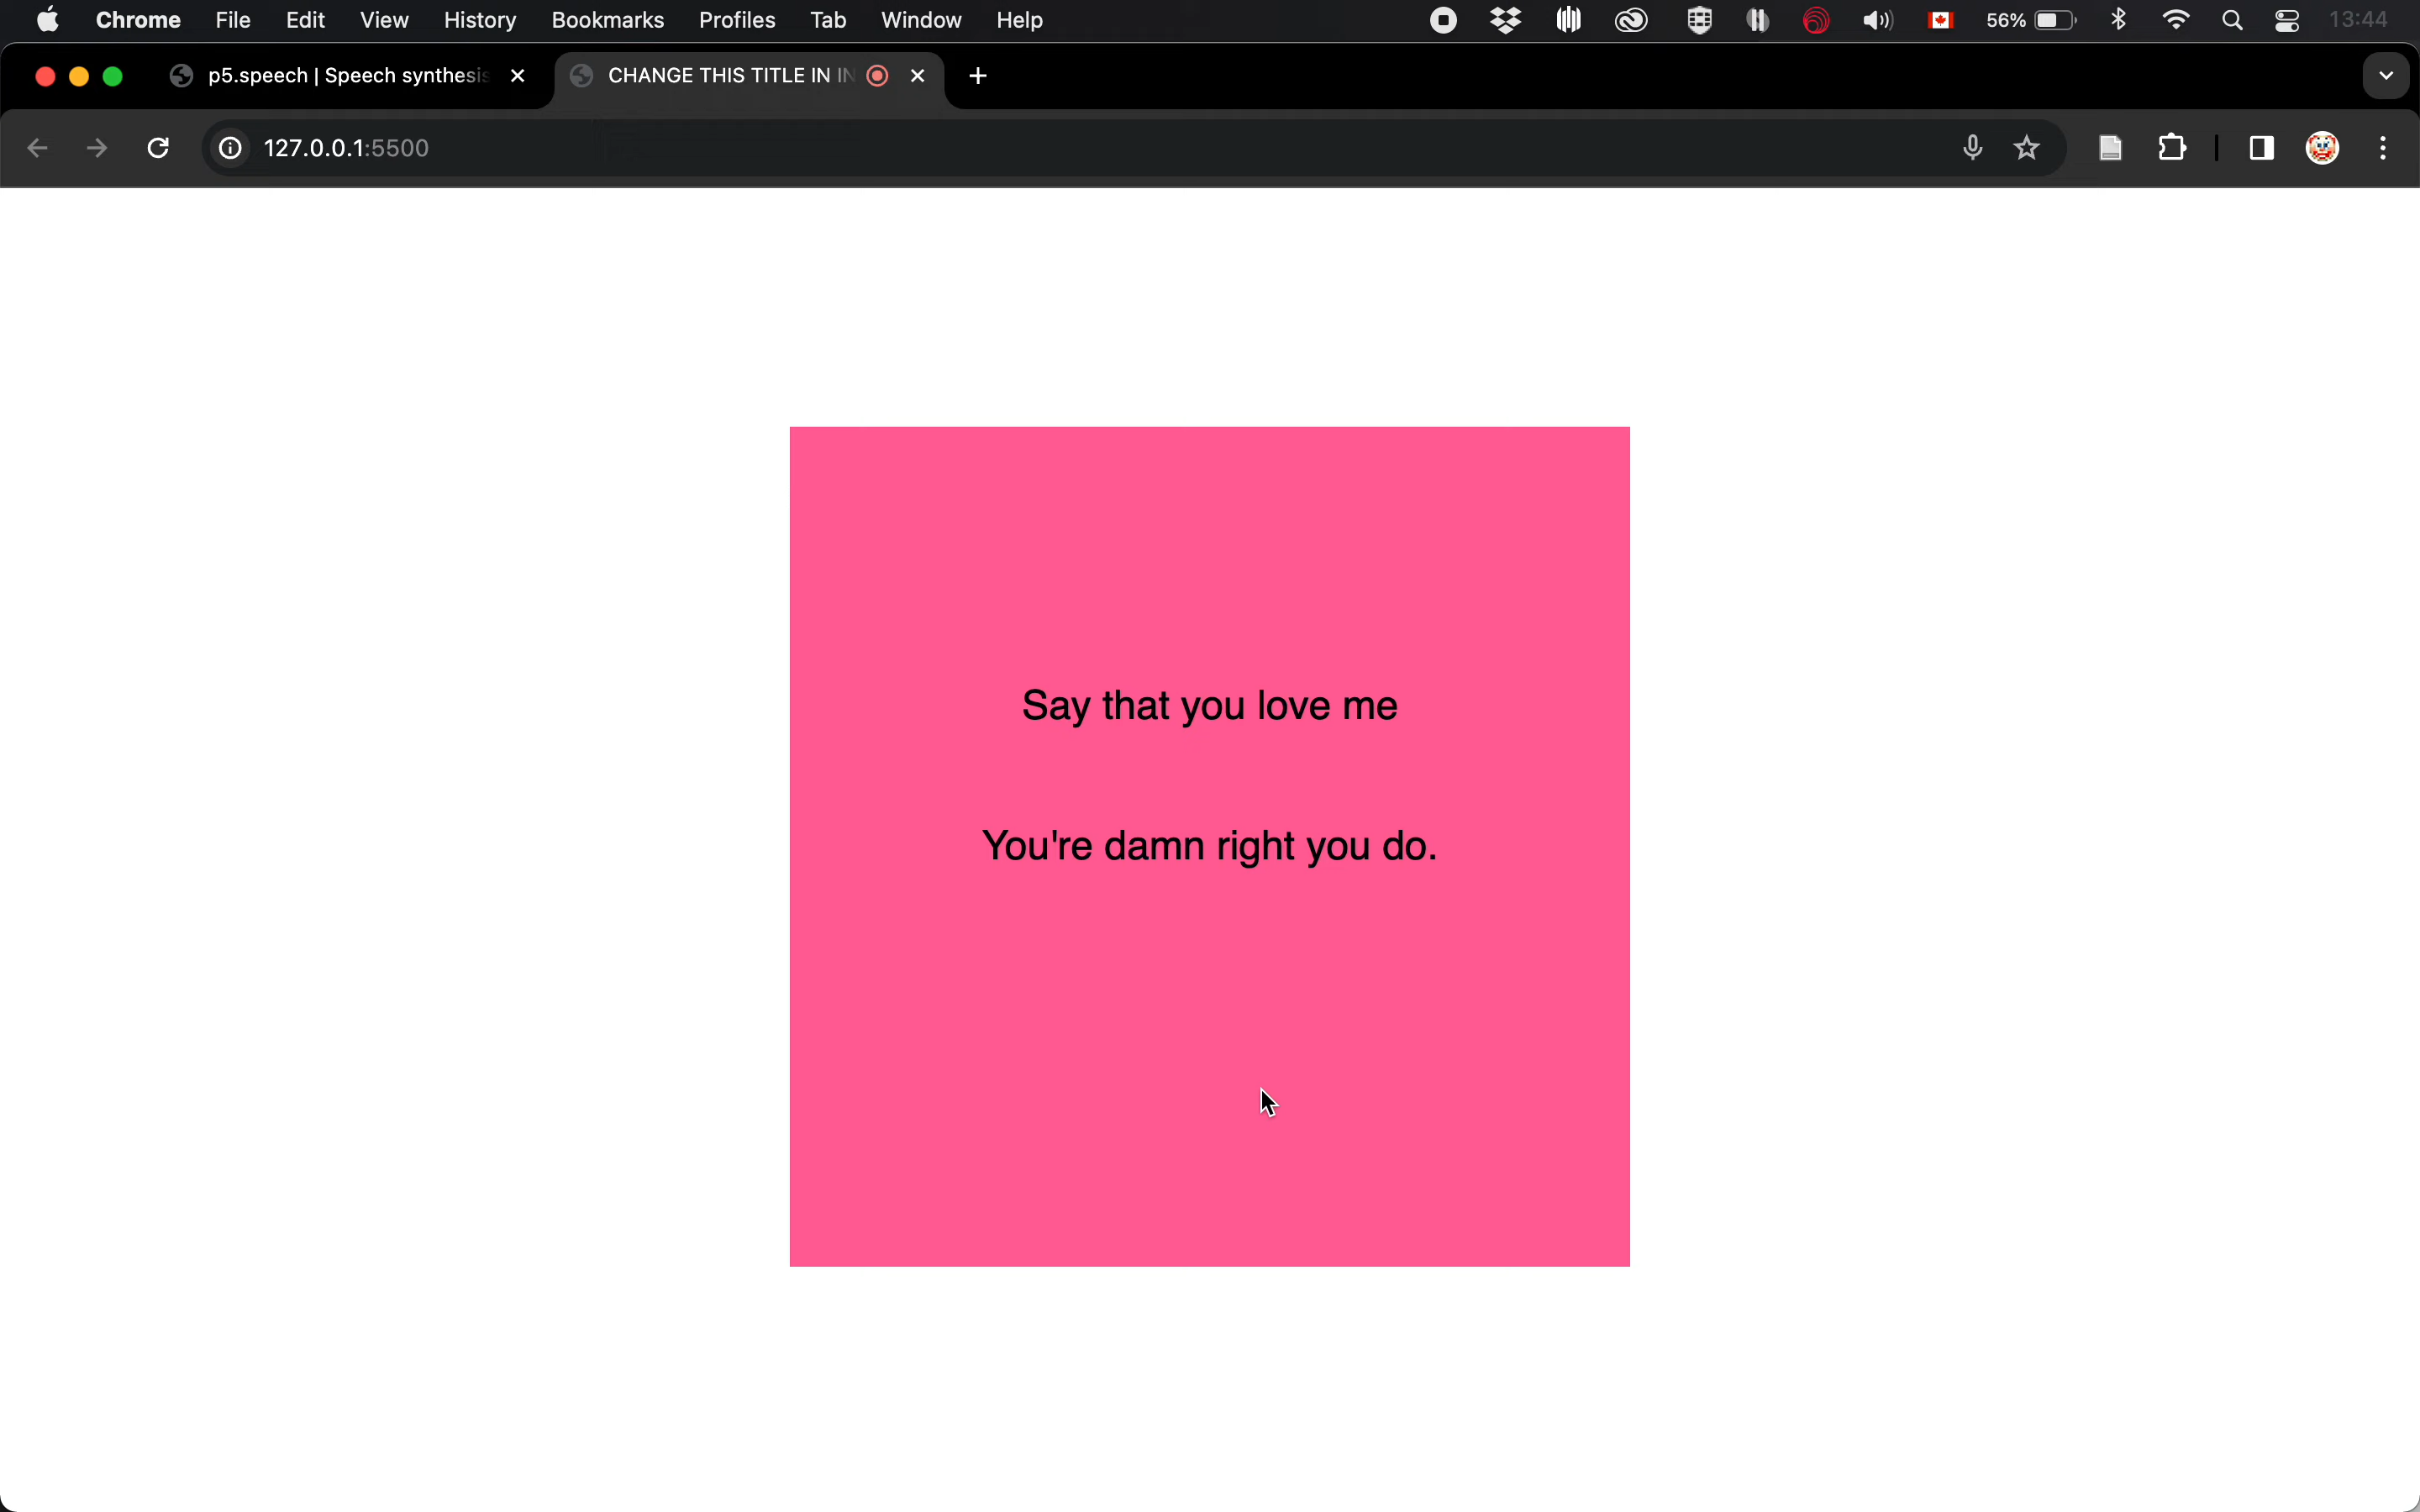 Chrome File Edit View History Bookmarks Profiles Tab Window Help 56% 13:44
p5.speech | Speech synthesis CHANGE THIS TITLE IN IN
127.0.0.1:5500
Say that you love me
You're damn right you do.